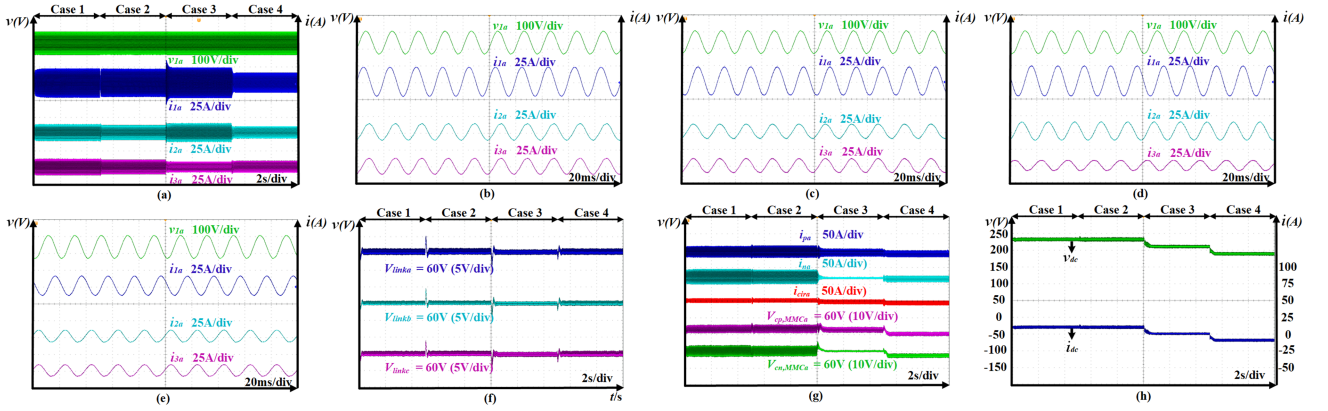 v(V) Case 1 Case 2 Case 3 Case 4 i(A)
v1a 100V/div
i1a 25A/div
i2a 25A/div
i3a 25A/div
2s/div
(a)
v(V) i(A)
v1a 100V/div
i1a 25A/div
i2a 25A/div
i3a 25A/div
20ms/div
(b)
v(V) i(A)
v1a 100V/div
i1a 25A/div
i2a 25A/div
i3a 25A/div
20ms/div
(c)
v(V) i(A)
v1a 100V/div
i1a 25A/div
i2a 25A/div
i3a 25A/div
20ms/div
(d)
v(V) i(A)
v1a 100V/div
i1a 25A/div
i2a 25A/div
i3a 25A/div
20ms/div
(e)
v(V) Case 1 Case 2 Case 3 Case 4
Vlinka = 60V (5V/div)
Vlinkb = 60V (5V/div)
Vlinkc = 60V (5V/div)
2s/div
t/s
(f)
v(V) Case 1 Case 2 Case 3 Case 4 i(A)
ipa 50A/div
ina 50A/div)
icira 50A/div)
Vcp,MMCa = 60V (10V/div)
Vcn,MMCa = 60V (10V/div)
2s/div
(g)
v(V) Case 1 Case 2 Case 3 Case 4 i(A)
250
200
150
100
50
0
-50
-100
-150
vdc
idc
100
75
50
25
0
-25
-50
2s/div
(h)